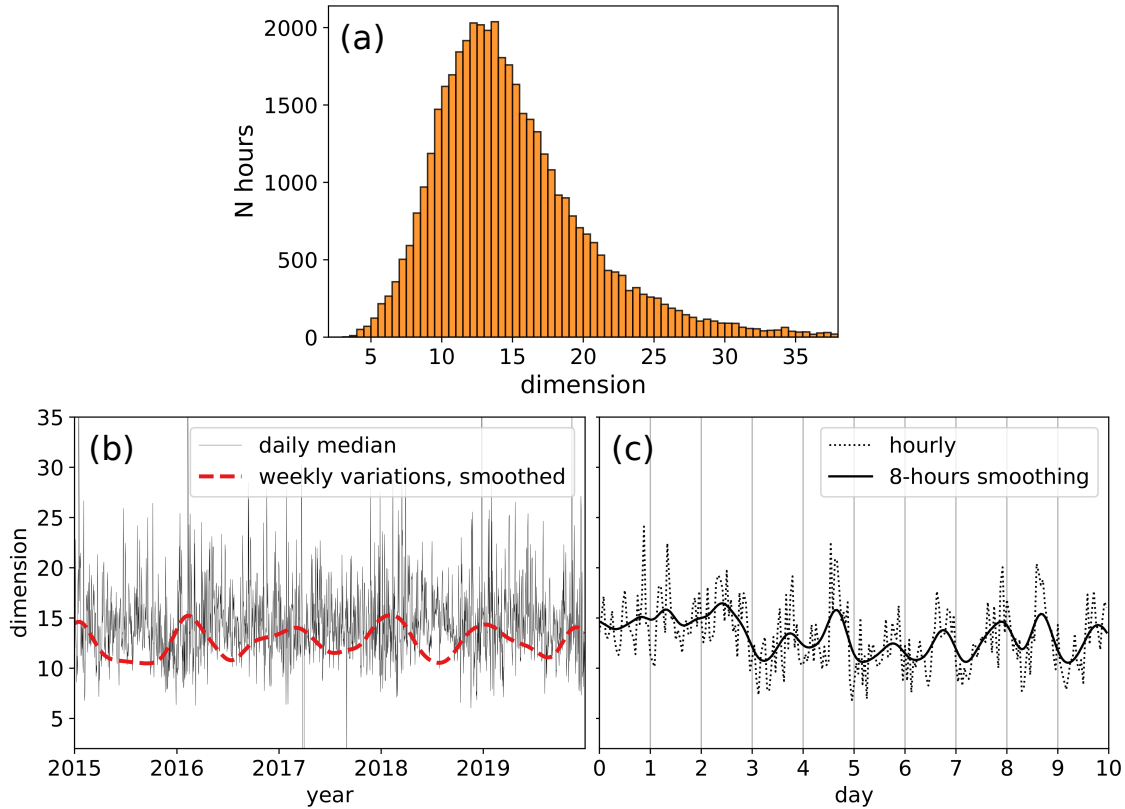 (a)
N hours
2000
1500
1000
500
0
5 10 15 20 25 30 35
dimension
(b)
daily median
weekly variations, smoothed
dimension
35
30
25
20
15
10
5
2015 2016 2017 2018 2019
year
(c)
hourly
8-hours smoothing
0 1 2 3 4 5 6 7 8 9 10
day